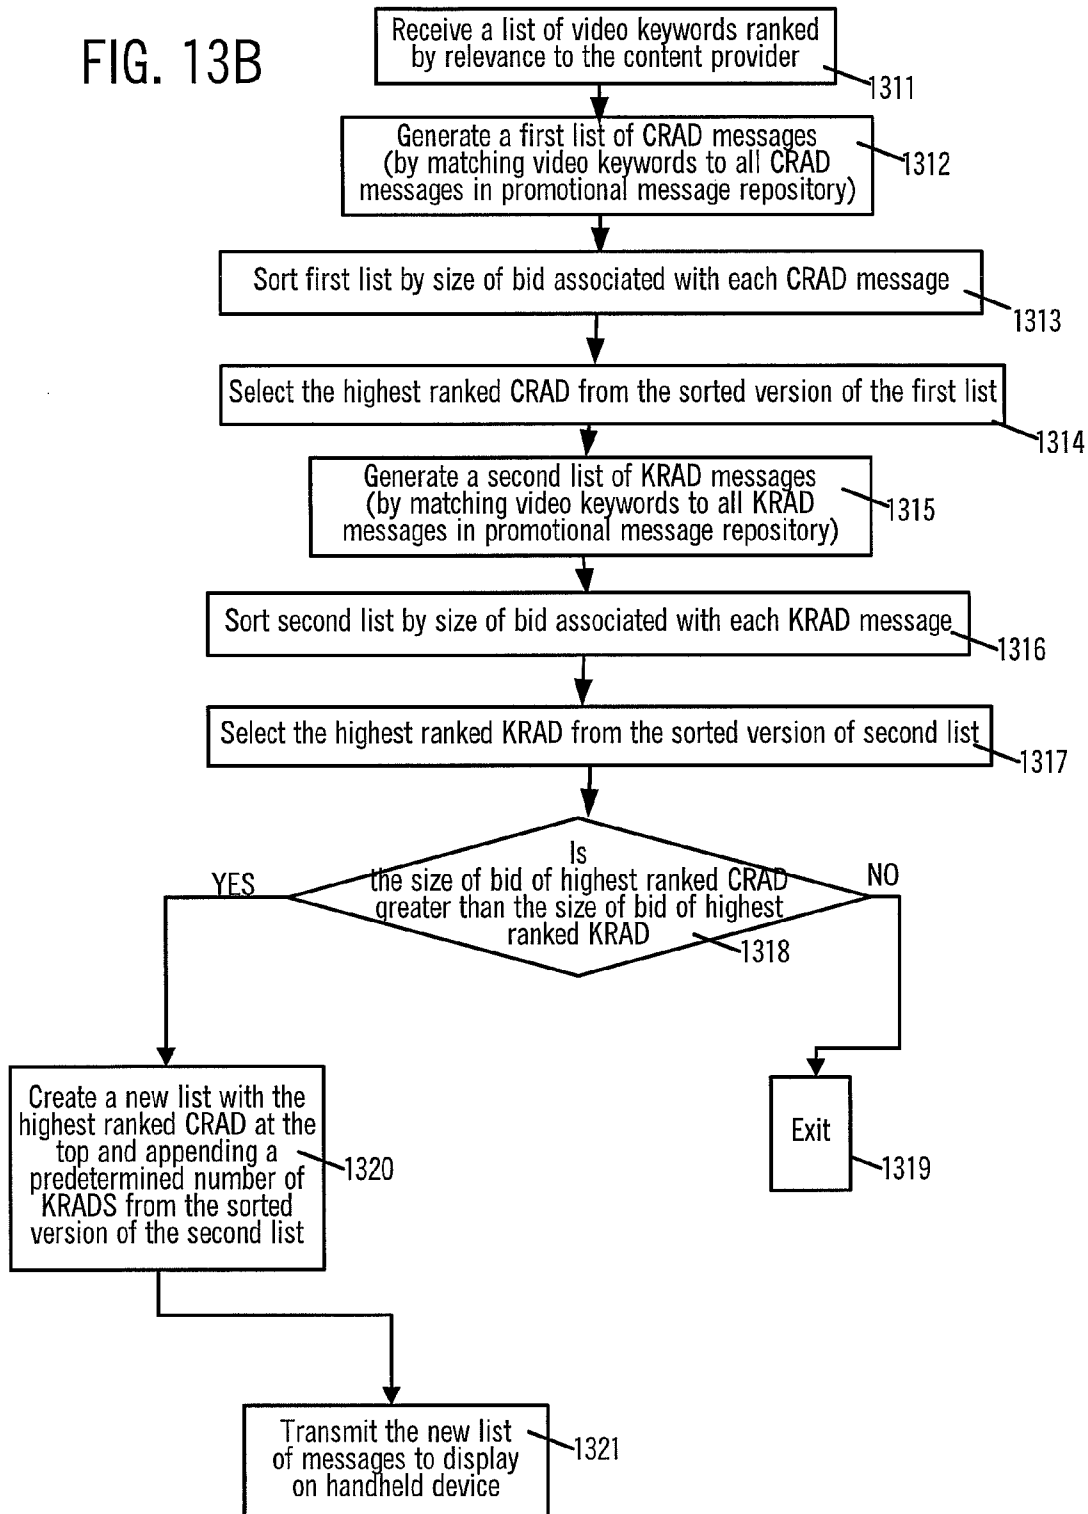 FIG. 13B
Receive a list of video keywords ranked
by relevance to the content provider
1311
Generate a first list of CRAD messages
(by matching video keywords to all CRAD
messages in promotional message repository)
1312
Sort first list by size of bid associated with each CRAD message
1313
Select the highest ranked CRAD from the sorted version of the first list
1314
Generate a second list of KRAD messages
(by matching video keywords to all KRAD
messages in promotional message repository)
1315
Sort second list by size of bid associated with each KRAD message
1316
Select the highest ranked KRAD from the sorted version of second list
1317
Is
the size of bid of highest ranked CRAD
greater than the size of bid of highest
ranked KRAD
1318
YES
NO
Create a new list with the
highest ranked CRAD at the
top and appending a
predetermined number of
KRADS from the sorted
version of the second list
1320
Exit
1319
Transmit the new list
of messages to display
on handheld device
1321